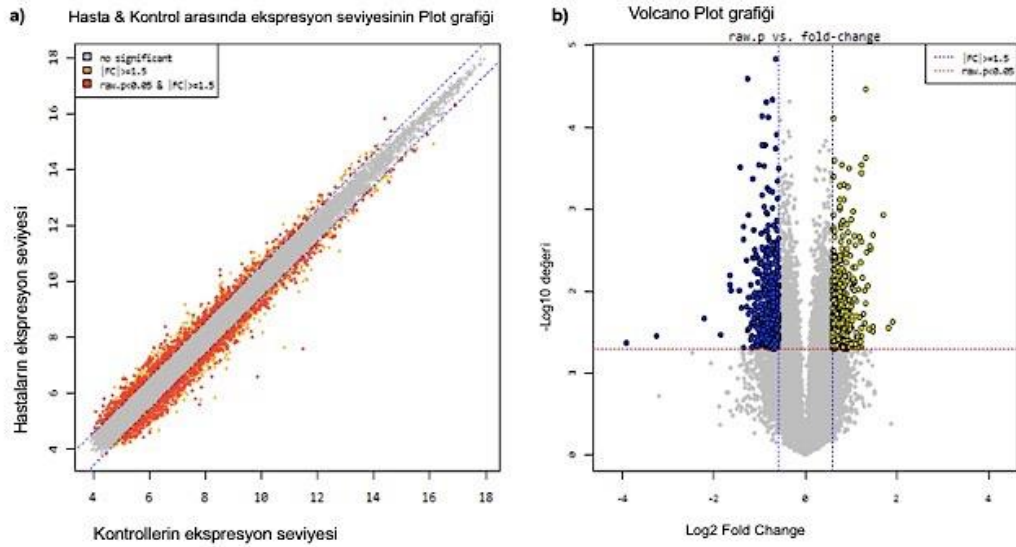 a)
Hasta & Kontrol arasında ekspresyon seviyesinin Plot grafiği
no significant
|FC|>=1.5
raw.p<0.05 & |FC|>=1.5
Hastaların ekspresyon seviyesi
18
16
14
12
10
8
6
4
4 6 8 10 12 14 16 18
Kontrollerin ekspresyon seviyesi
b)
Volcano Plot grafiği
raw.p vs. fold-change
|FC|>=1.5
raw.p<0.05
-Log10 değeri
5
4
3
2
1
0
-4 -2 0 2 4
Log2 Fold Change